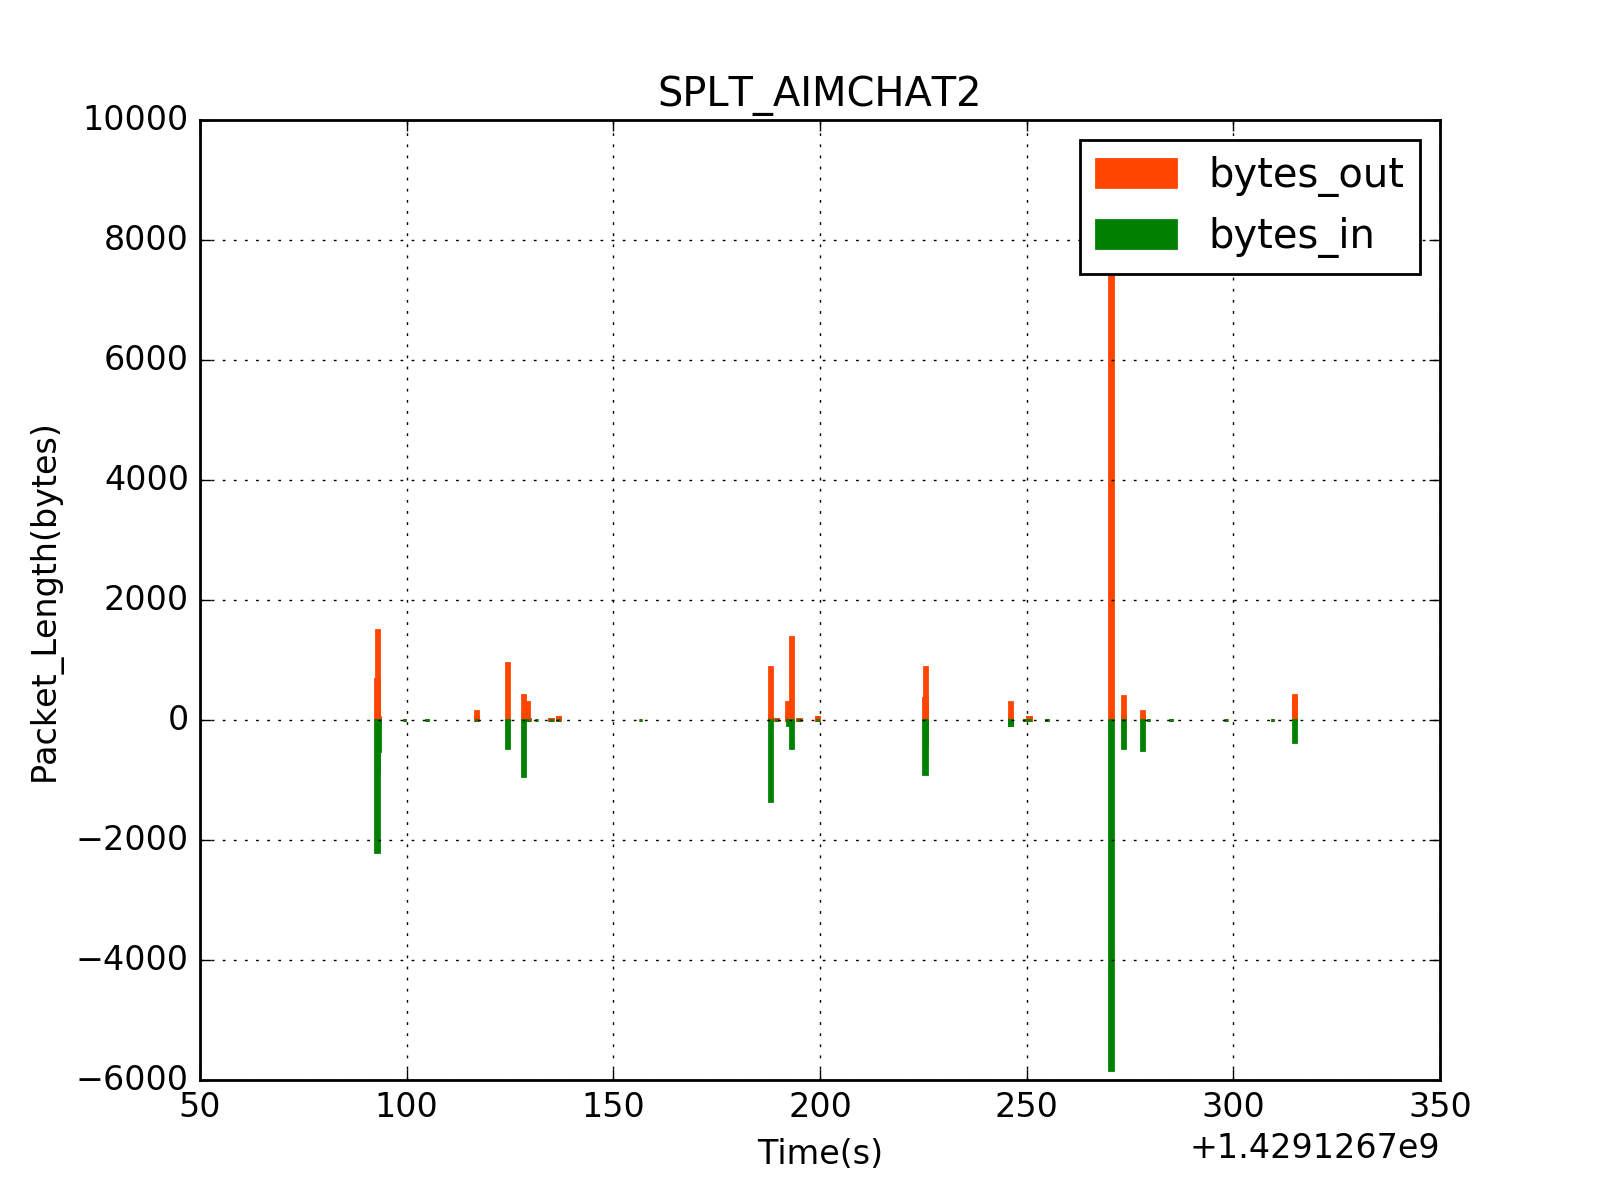 SPLT_AIMCHAT2
10000
8000
6000
4000
2000
0
−2000
−4000
−6000
Packet_Length(bytes)
bytes_out
bytes_in
50 100 150 200 250 300 350
Time(s)
+1.4291267e9